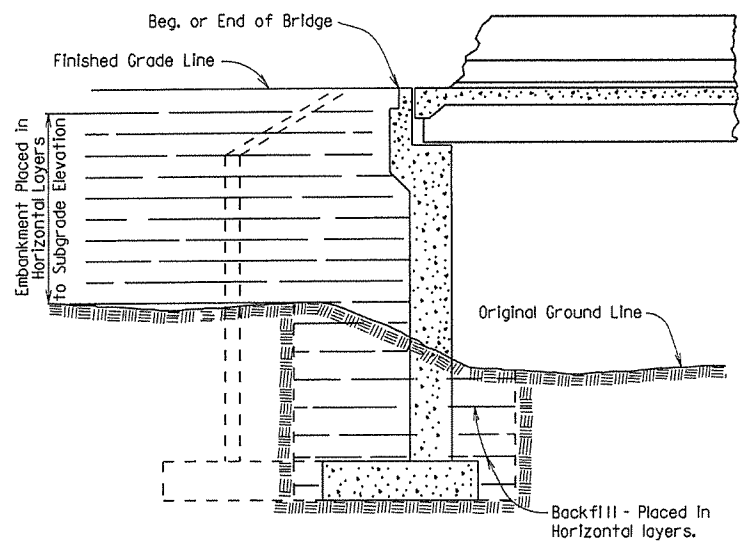 Beg. or End of Bridge
Finished Grade Line
Embankment Placed in
Horizontal Layers
to Subgrade Elevation
Original Ground Line
Backfill - Placed in
Horizontal layers.